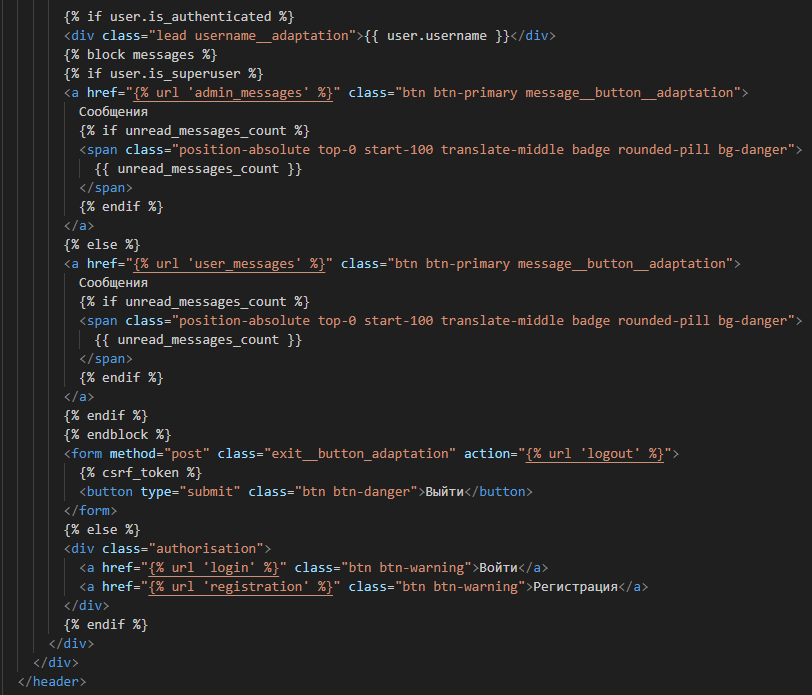 {% if user.is_authenticated %}
<div class="lead username__adaptation">{{ user.username }}</div>
{% block messages %}
{% if user.is_superuser %}
<a href="{% url 'admin_messages' %}" class="btn btn-primary message__button__adaptation">
Сообщения
{% if unread_messages_count %}
<span class="position-absolute top-0 start-100 translate-middle badge rounded-pill bg-danger">
{{ unread_messages_count }}
</span>
{% endif %}
</a>
{% else %}
<a href="{% url 'user_messages' %}" class="btn btn-primary message__button__adaptation">
Сообщения
{% if unread_messages_count %}
<span class="position-absolute top-0 start-100 translate-middle badge rounded-pill bg-danger">
{{ unread_messages_count }}
</span>
{% endif %}
</a>
{% endif %}
{% endblock %}
<form method="post" class="exit__button_adaptation" action="{% url 'logout' %}">
{% csrf_token %}
<button type="submit" class="btn btn-danger">Выйти</button>
</form>
{% else %}
<div class="authorisation">
<a href="{% url 'login' %}" class="btn btn-warning">Войти</a>
<a href="{% url 'registration' %}" class="btn btn-warning">Регистрация</a>
</div>
{% endif %}
</div>
</div>
</header>